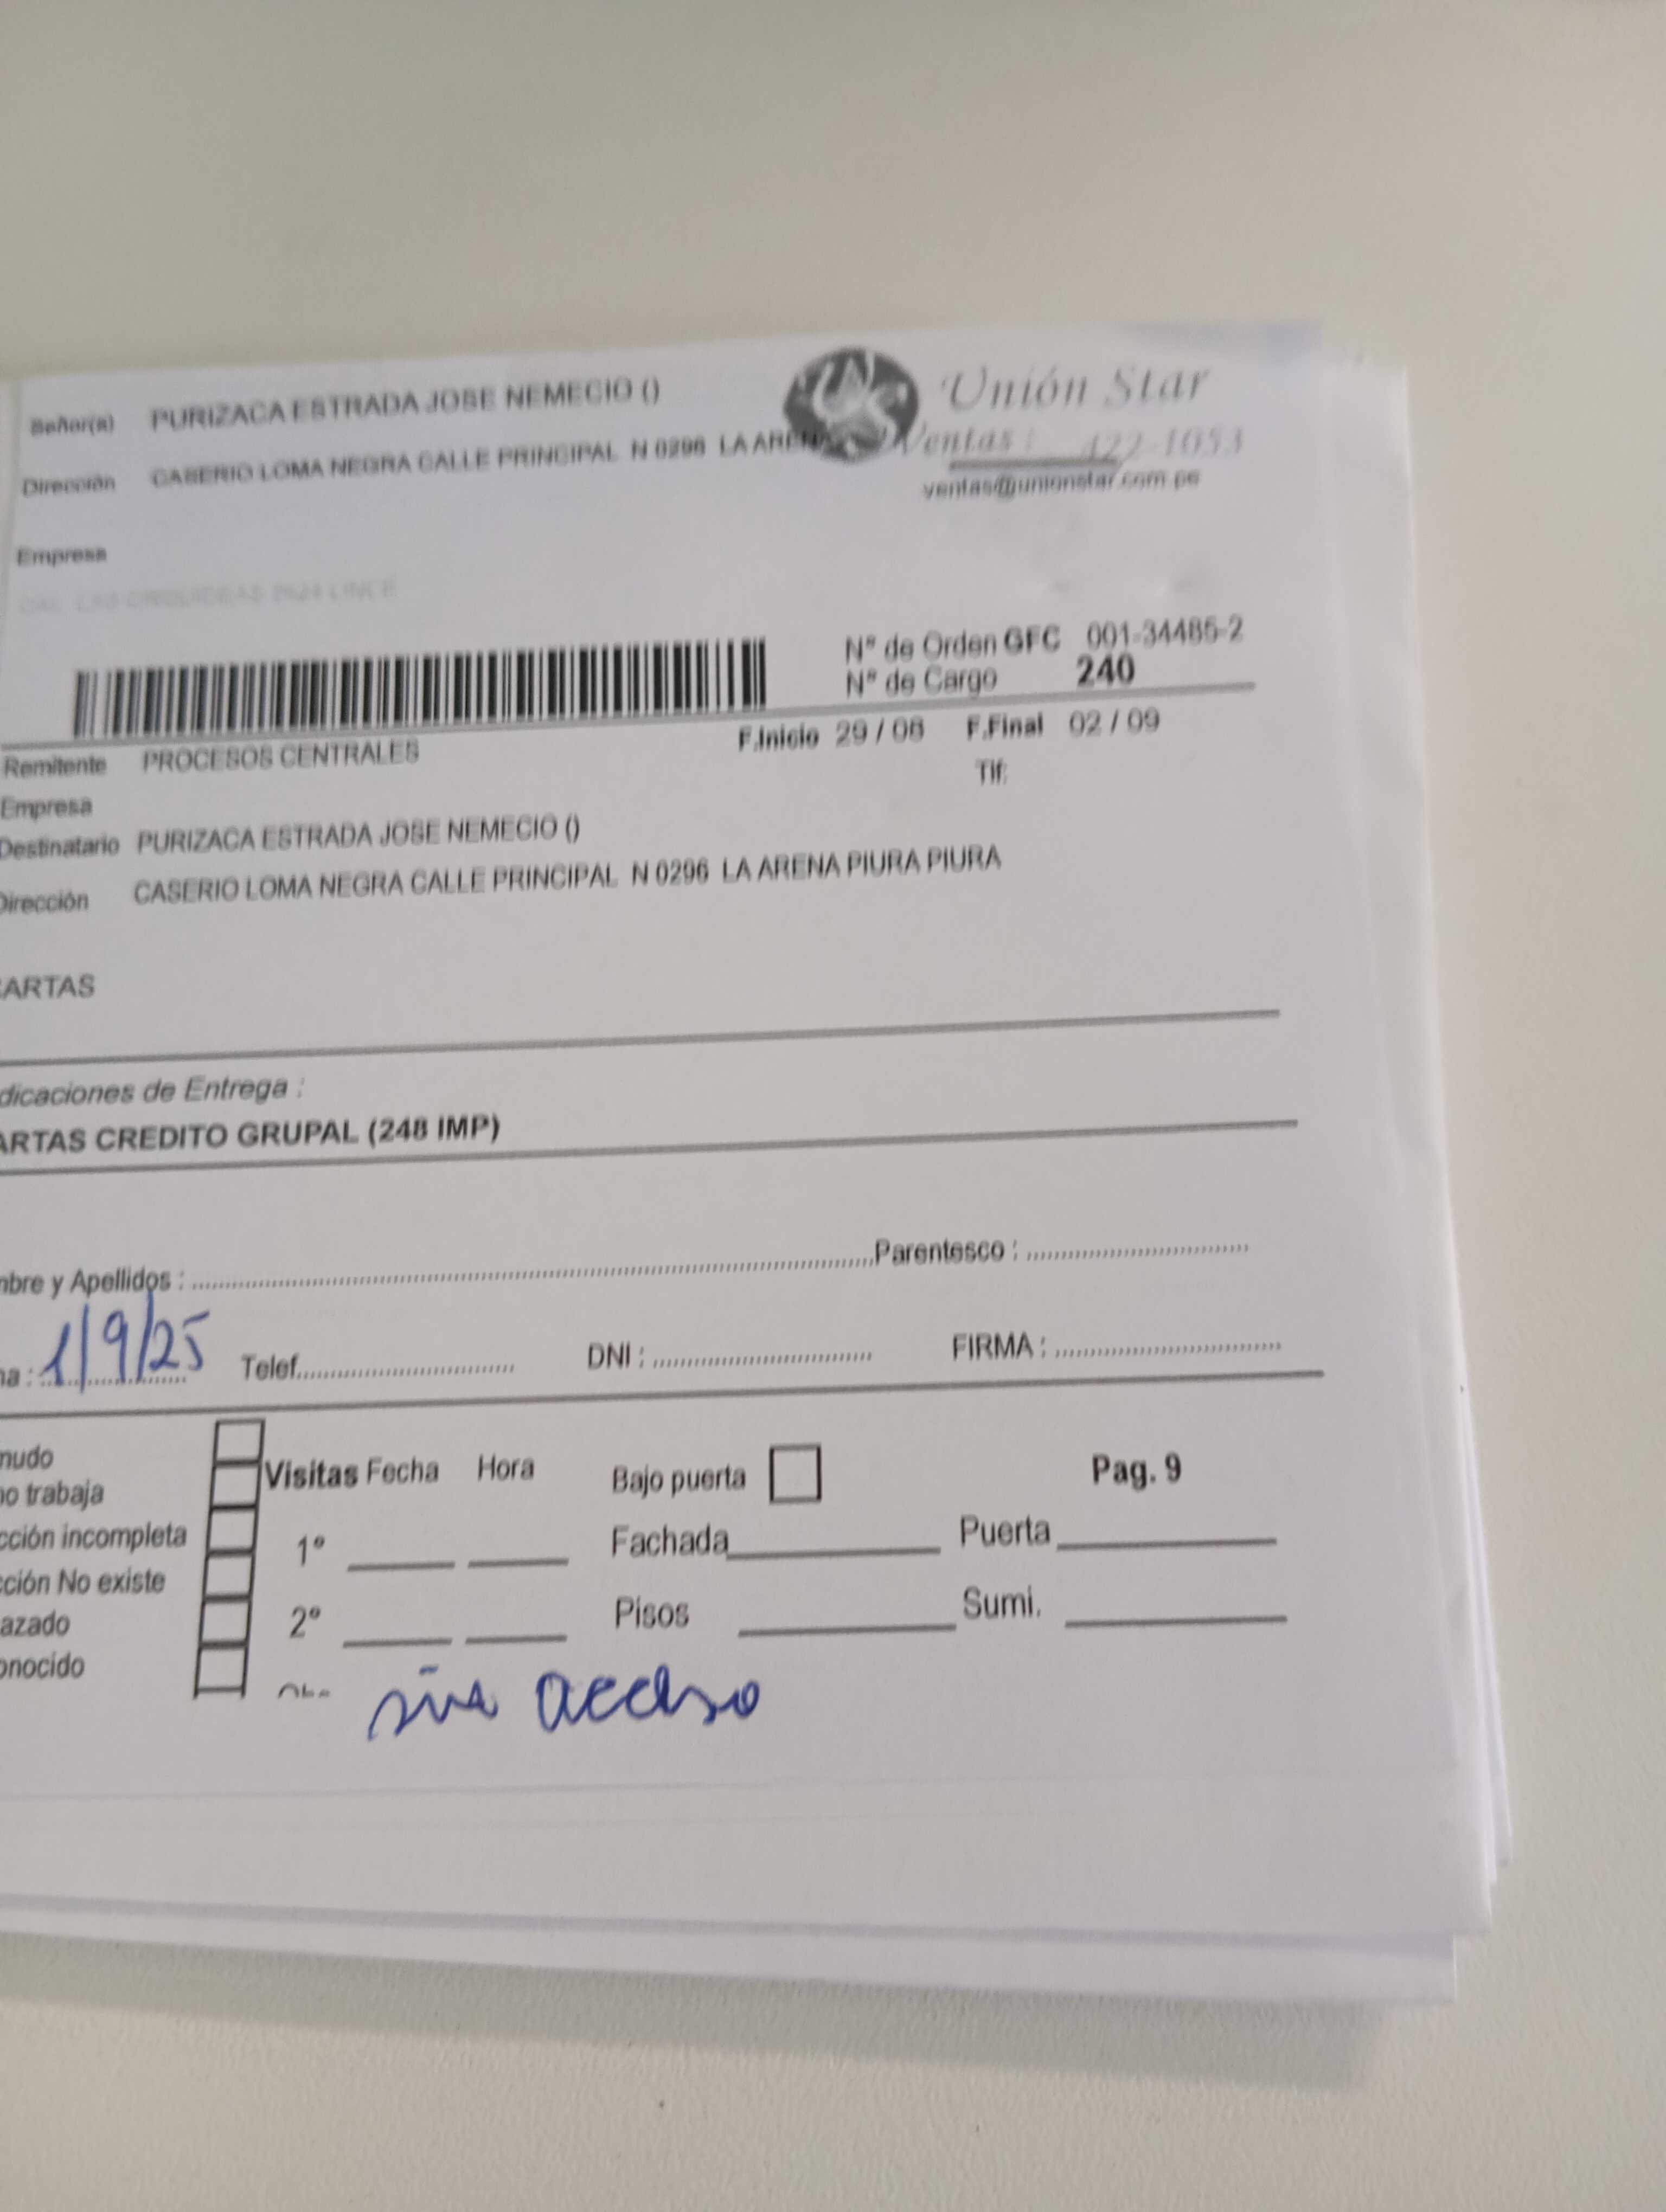 Señor(a) PURIZACA ESTRADA JOSE NEMECIO ()
Unión Star
Ventas : 422-1053
ventas@unionstar.com.pe
Dirección CASERIO LOMA NEGRA CALLE PRINCIPAL N 0296 LA ARENA
Empresa
Nº de Orden GFC 001-34485-2
Nº de Cargo 240
F.Inicio 29 / 08 F.Final 02 / 09
Remitente PROCESOS CENTRALES
Tlf:
Empresa
Destinatario PURIZACA ESTRADA JOSE NEMECIO ()
Dirección CASERIO LOMA NEGRA CALLE PRINCIPAL N 0296 LA ARENA PIURA PIURA
CARTAS
dicaciones de Entrega :
ARTAS CREDITO GRUPAL (248 IMP)
mbre y Apellidos : Parentesco :
ha : 1/9/25 Telef. DNI : FIRMA :
mudo
no trabaja
cción incompleta
cción No existe
azado
onocido
Visitas Fecha Hora
1º
2º
Bajo puerta
Fachada
Pisos
Pag. 9
Puerta
Sumi.
sin acceso